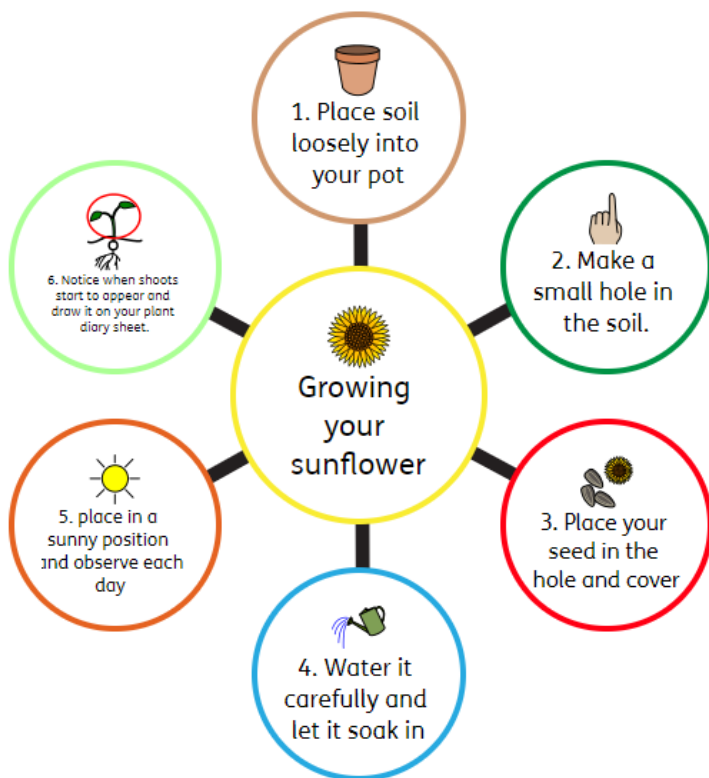 1. Place soil
loosely into
your pot
2. Make a
small hole in
the soil.
3. Place your
seed in the
hole and cover
4. Water it
carefully and
let it soak in
5. place in a
sunny position
and observe each
day
6. Notice when shoots
start to appear and
draw it on your plant
diary sheet.
Growing
your
sunflower